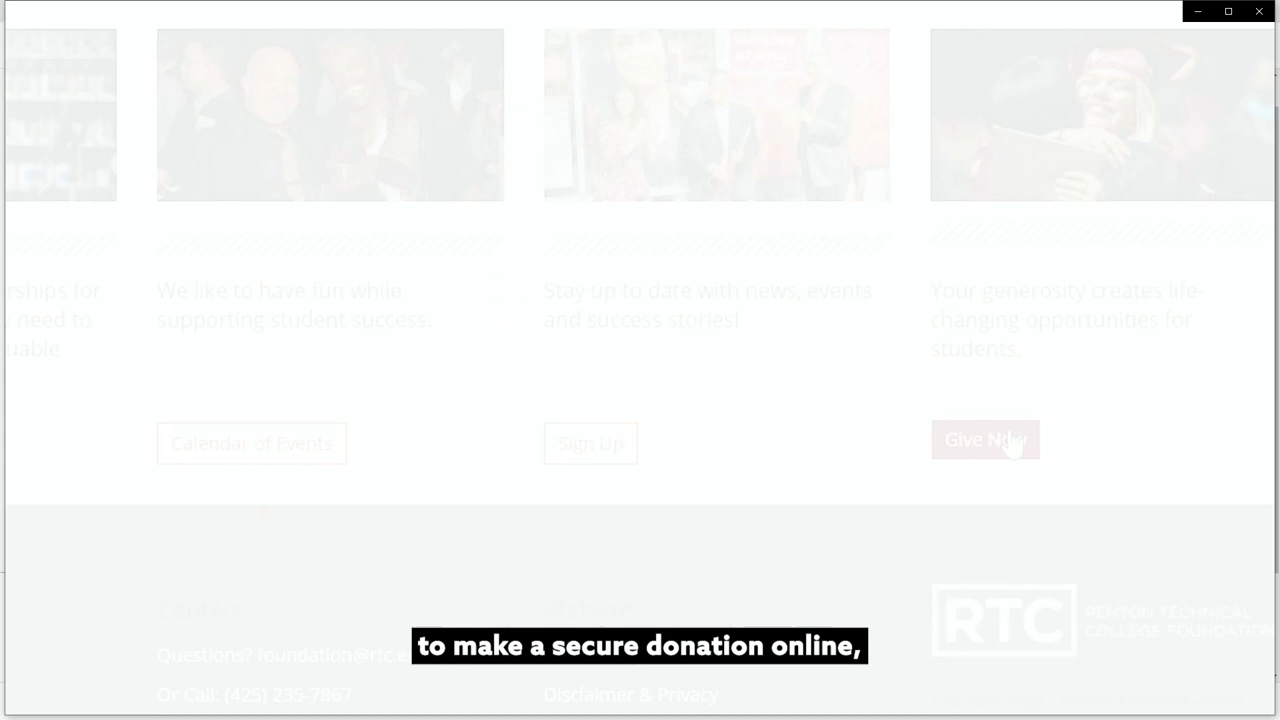 rships for
y need to
uable
We like to have fun while
supporting student success.
Calendar of Events
Stay up to date with news, events
and success stories!
Sign Up
Your generosity creates life-
changing opportunities for
students.
Give Now
Contact
Questions? foundation@rtc.e
Or Call: (425) 235-7867
Disclaimer & Privacy
RTC
RENTON TECHNICAL
COLLEGE FOUNDATION
to make a secure donation online,